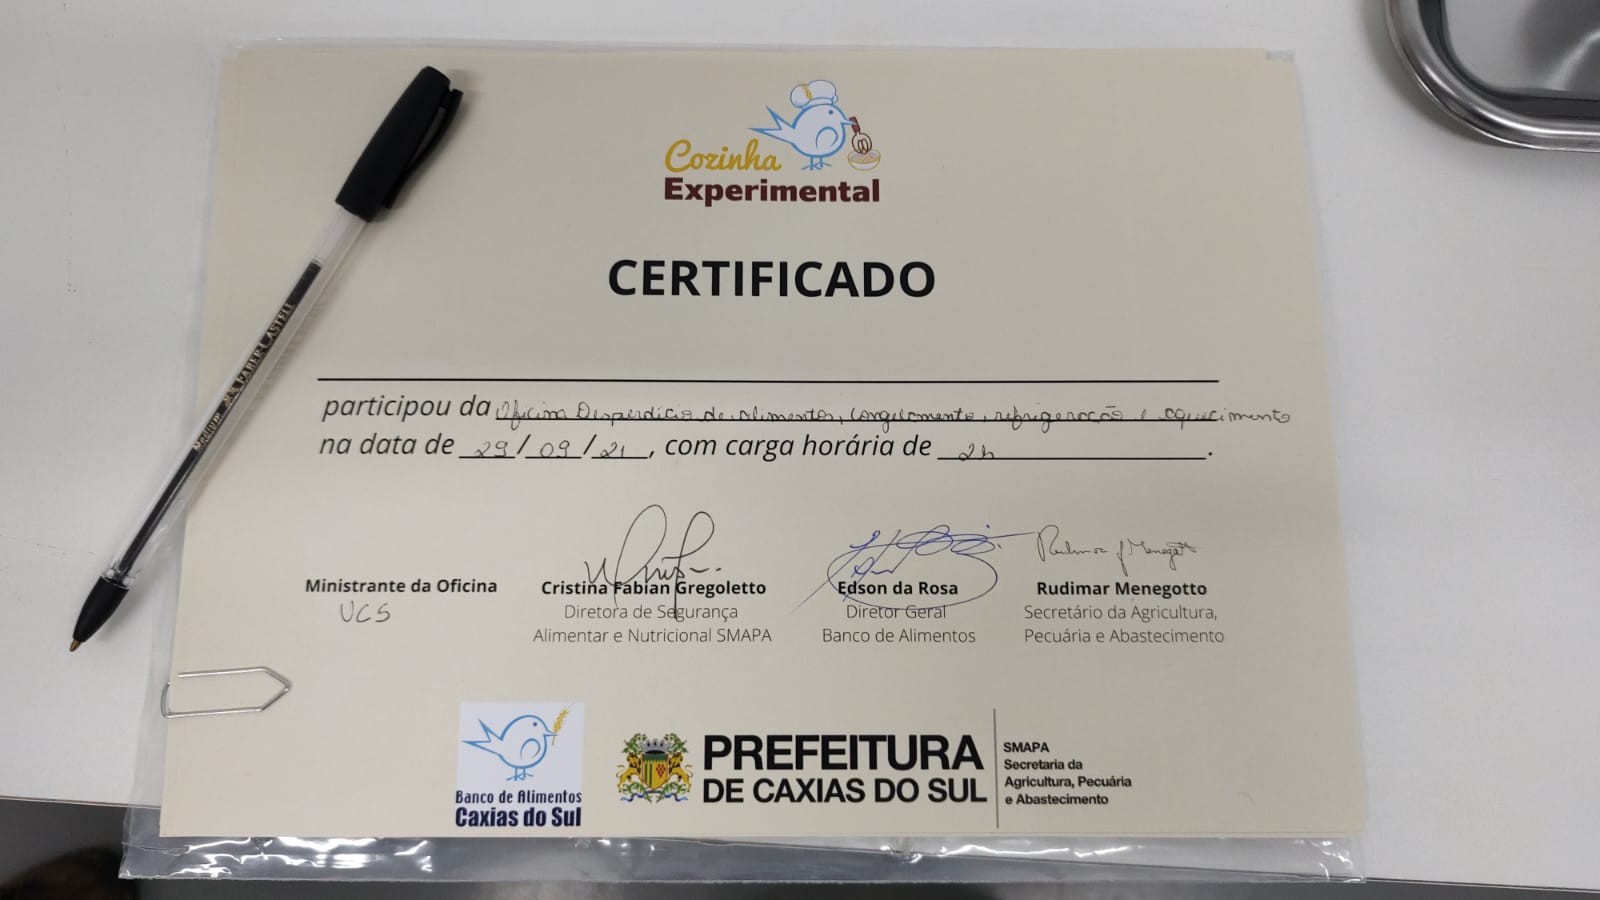 Cozinha
Experimental
CERTIFICADO
participou da Oficina Desperdicio de alimentos, congelamento, refrigeração e aquecimento
na data de 29/09/21, com carga horária de 2h.
Ministrante da Oficina
UCS
Cristina Fabian Gregoletto
Diretora de Segurança
Alimentar e Nutricional SMAPA
Edson da Rosa
Diretor Geral
Banco de Alimentos
Rudimar Menegotto
Secretário da Agricultura,
Pecuária e Abastecimento
Banco de Alimentos
Caxias do Sul
PREFEITURA
DE CAXIAS DO SUL
SMAPA
Secretaria da
Agricultura, Pecuária
e Abastecimento
Medium FABER CASTELL